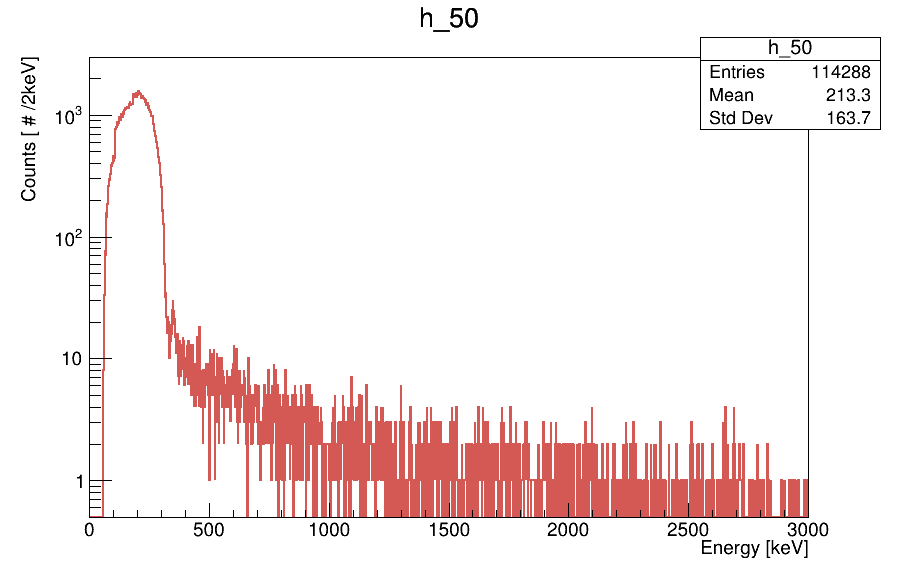 h_50
h_50
Entries 114288
Mean 213.3
Std Dev 163.7
Counts [ # /2keV]
10³
10²
10
1
0 500 1000 1500 2000 2500 3000
Energy [keV]